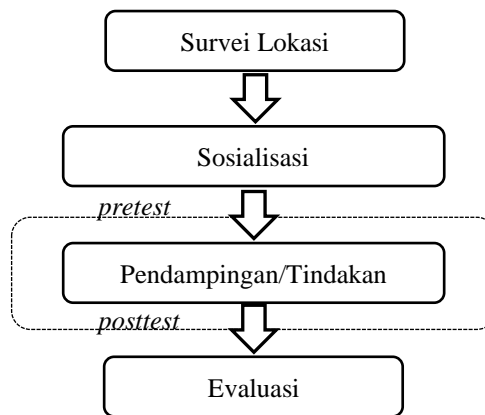 Survei Lokasi
Sosialisasi
pretest
Pendampingan/Tindakan
posttest
Evaluasi